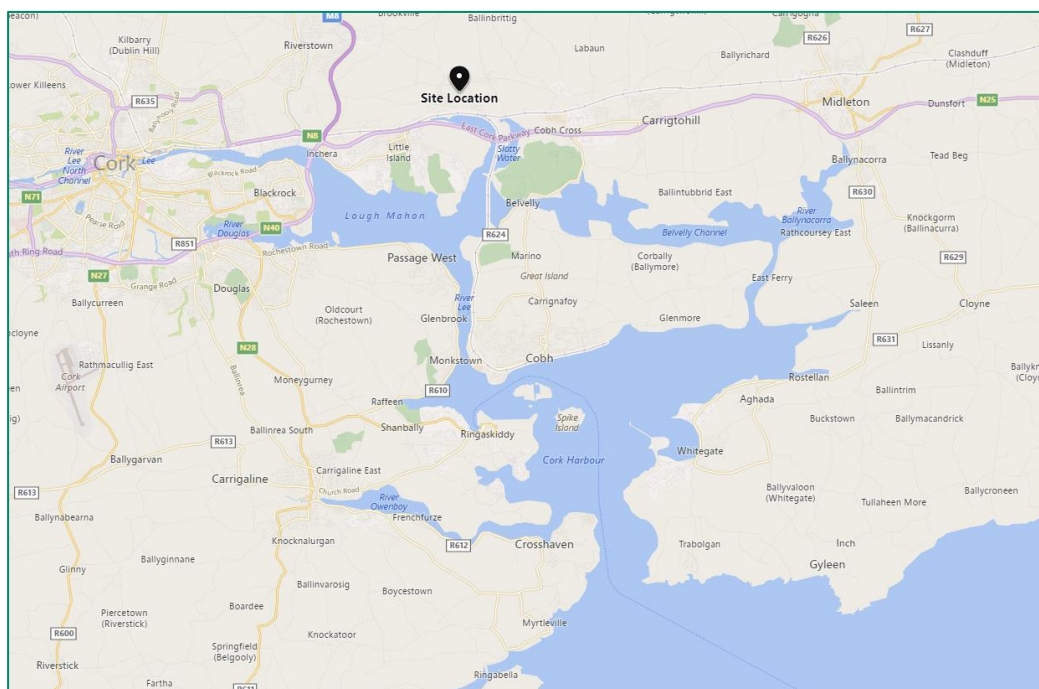 Brookville
Ballinbrittig
Kilbarry
(Dublin Hill)
M8
Riverstown
Labaun
R626
R627
Ballyrichard
Clashduff
(Midleton)
Lower Killeens
R635
Site Location
Midleton
Dunsfort
N25
East Cork Parkway
Cobh Cross
Carrigtohill
N8
Inchera
Little
Island
Slatty
Water
River
Lee
North
Channel
Cork
Lee
Blackrock Road
Blackrock
Ballynacorra
Tead Beg
N71
Ballintubbrid East
R630
Belvelly
Pearse Road
Lough Mahon
River
Douglas
N40
River
Ballynacorra
Knockgorm
(Ballinacurra)
R851
Rochestown Road
R624
Belvelly Channel
Rathcoursey East
Passage West
Marino
Corbally
(Ballymore)
R629
N27
Grange Road
Great Island
East Ferry
Douglas
Ballycurreen
Oldcourt
(Rochestown)
River
Lee
Carrignafoy
Glenbrook
Glenmore
Saleen
Cloyne
R631
Lissanly
N28
Rathmacullig East
Monkstown
Cobh
Cork
Airport
Ballinrea
Moneygurney
R610
Rostellan
Ballintrim
Raffeen
Aghada
Buckstown
Ballymacandrick
Shanbally
Spike
Island
Ballinrea South
Ringaskiddy
R613
Whitegate
Ballygarvan
Cork Harbour
Carrigaline East
Carrigaline
R613
Church Road
Ballyvaloon
(Whitegate)
Ballycroneen
River
Owenboy
Tullaheen More
Ballynabearna
Frenchfurze
Knocknalurgan
R612
Crosshaven
Trabolgan
Inch
Ballyginnane
Gyleen
Glinny
Ballinvarosig
Boycestown
Boardee
Piercetown
(Riverstick)
Myrtleville
R600
Knockatoor
Springfield
(Belgooly)
Riverstick
Ringabella
Fartha
R611